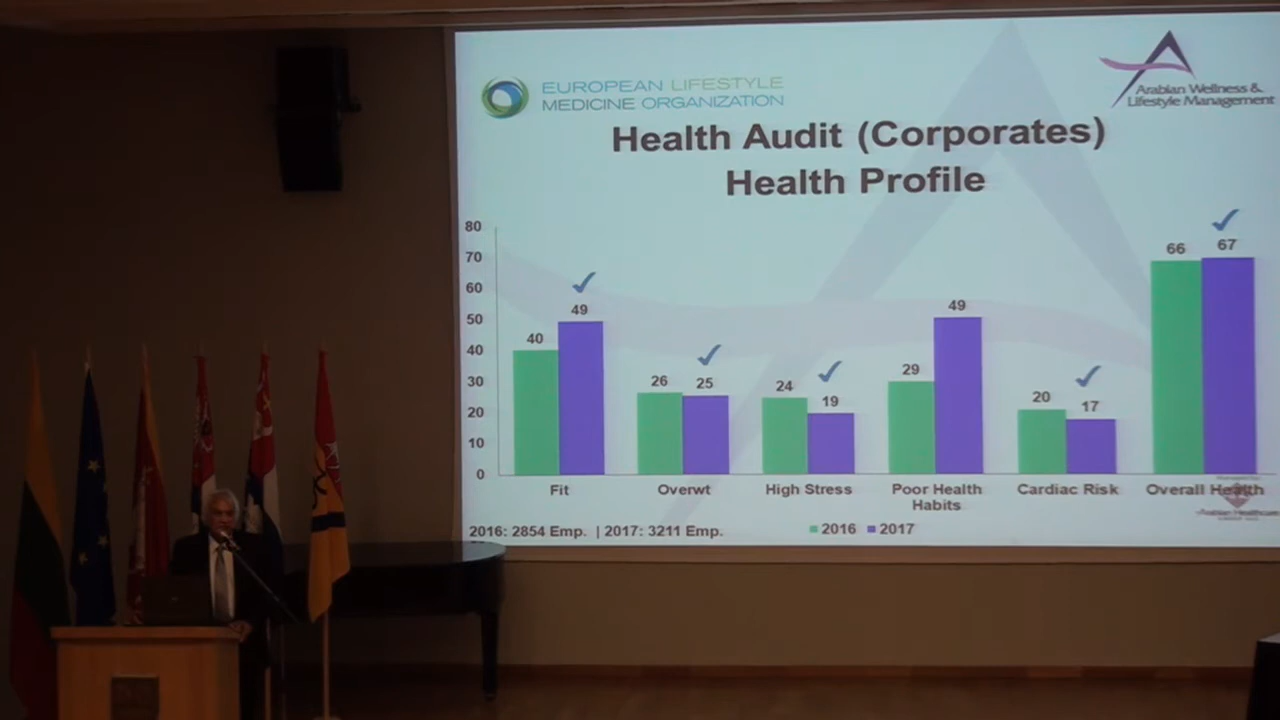 EUROPEAN LIFESTYLE
MEDICINE ORGANIZATION
Arabian Wellness &
Lifestyle Management
Health Audit (Corporates)
Health Profile
80
70
60
50
40
30
20
10
0
40
49
26
25
24
19
29
49
20
17
66
67
Fit
Overwt
High Stress
Poor Health
Habits
Cardiac Risk
Overall Health
2016: 2854 Emp. | 2017: 3211 Emp.
2016
2017
Arabian Healthcare